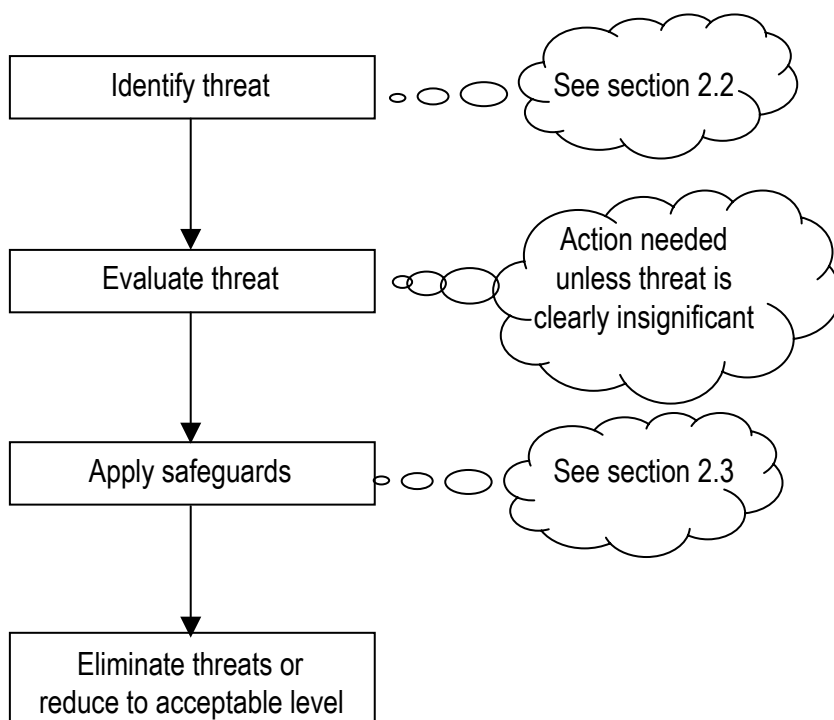 Identify threat
See section 2.2
Evaluate threat
Action needed
unless threat is
clearly insignificant
Apply safeguards
See section 2.3
Eliminate threats or
reduce to acceptable level